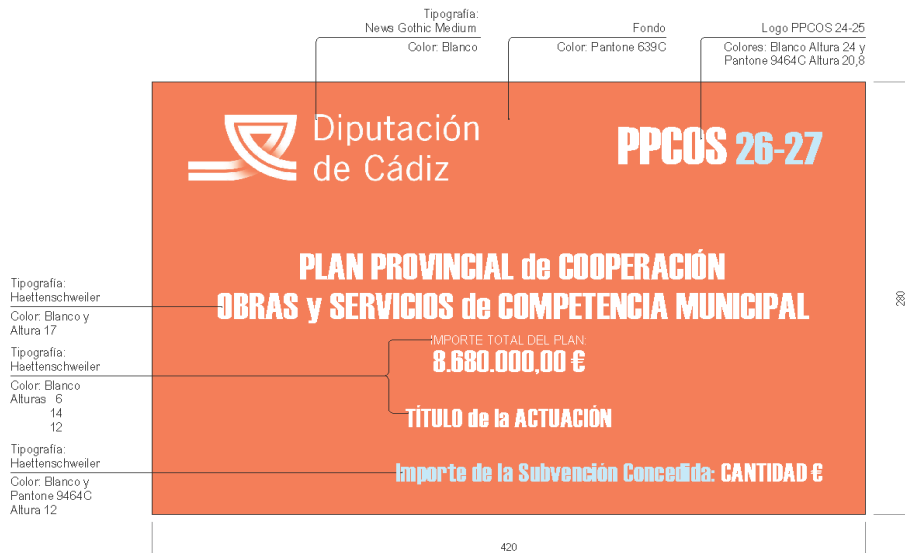 Tipografía:
News Gothic Medium
Color: Blanco
Fondo
Color: Pantone 639C
Logo PPCOS 24-25
Colores: Blanco Altura 24 y
Pantone 9464C Altura 20,8
Diputación
de Cádiz
PPCOS 26-27
PLAN PROVINCIAL de COOPERACIÓN
OBRAS y SERVICIOS de COMPETENCIA MUNICIPAL
IMPORTE TOTAL DEL PLAN:
8.680.000,00 €
TÍTULO de la ACTUACIÓN
Importe de la Subvención Concedida: CANTIDAD €
Tipografía:
Haettenschweiler
Color: Blanco y
Altura 17
Tipografía:
Haettenschweiler
Color: Blanco
Alturas 6
14
12
Tipografía:
Haettenschweiler
Color: Blanco y
Pantone 9464C
Altura 12
280
420